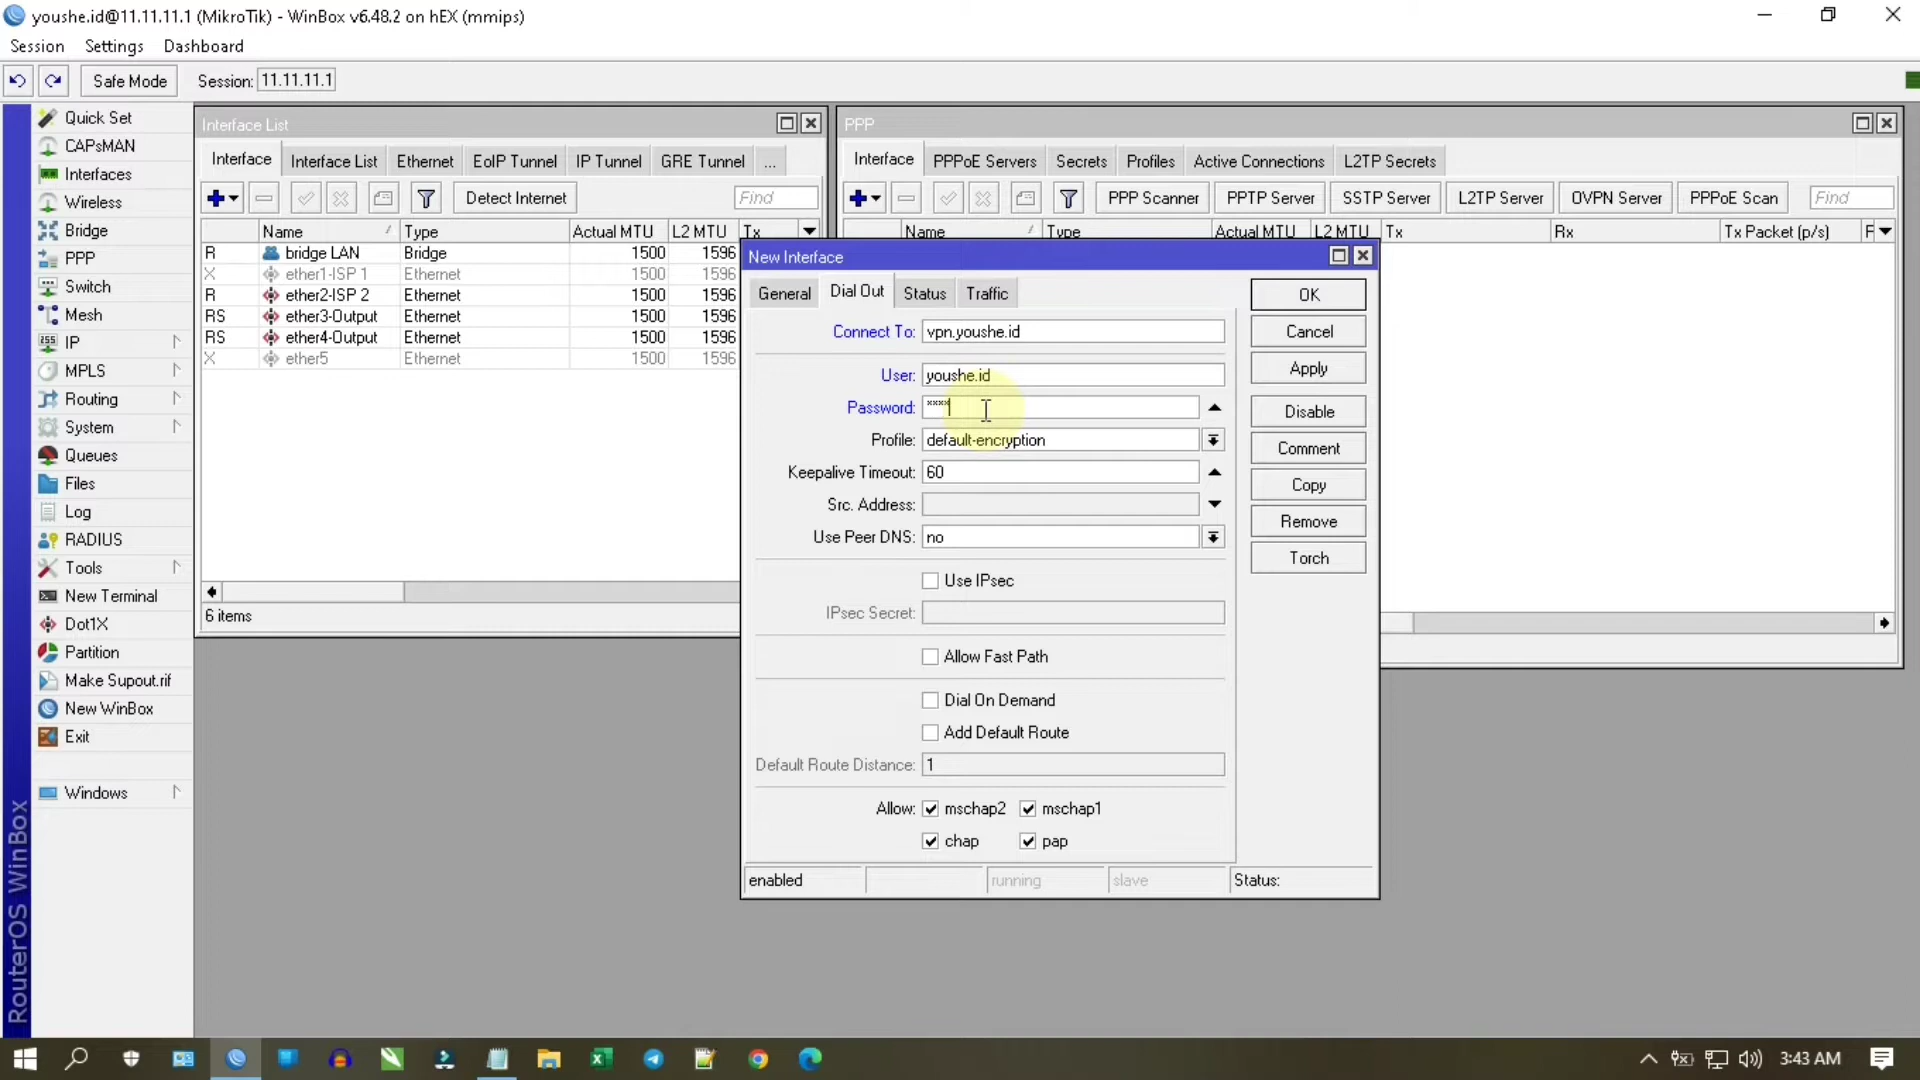 youshe.id@11.11.11.1 (MikroTik) - WinBox v6.48.2 on hEX (mmips)
Session Settings Dashboard
Safe Mode Session: 11.11.11.1
Quick Set
CAPsMAN
Interfaces
Wireless
Bridge
PPP
Switch
Mesh
IP
MPLS
Routing
System
Queues
Files
Log
RADIUS
Tools
New Terminal
Dot1X
Partition
Make Supout.rif
New WinBox
Exit
Windows
RouterOS WinBox
Interface List
Interface Interface List Ethernet EoIP Tunnel IP Tunnel GRE Tunnel ...
Detect Internet Find
Name Type Actual MTU L2 MTU Tx
R bridge LAN Bridge 1500 1596
X ether1-ISP 1 Ethernet 1500 1596
R ether2-ISP 2 Ethernet 1500 1596
RS ether3-Output Ethernet 1500 1596
RS ether4-Output Ethernet 1500 1596
X ether5 Ethernet 1500 1596
6 items
PPP
Interface PPPoE Servers Secrets Profiles Active Connections L2TP Secrets
PPP Scanner PPTP Server SSTP Server L2TP Server OVPN Server PPPoE Scan Find
Name Type Actual MTU L2 MTU Tx Rx Tx Packet (p/s) F
New Interface
General Dial Out Status Traffic
Connect To: vpn.youshe.id
User: youshe.id
Password: ****
Profile: default-encryption
Keepalive Timeout: 60
Src. Address:
Use Peer DNS: no
Use IPsec
IPsec Secret:
Allow Fast Path
Dial On Demand
Add Default Route
Default Route Distance: 1
Allow: mschap2 mschap1
chap pap
enabled running slave Status:
OK
Cancel
Apply
Disable
Comment
Copy
Remove
Torch
3:43 AM